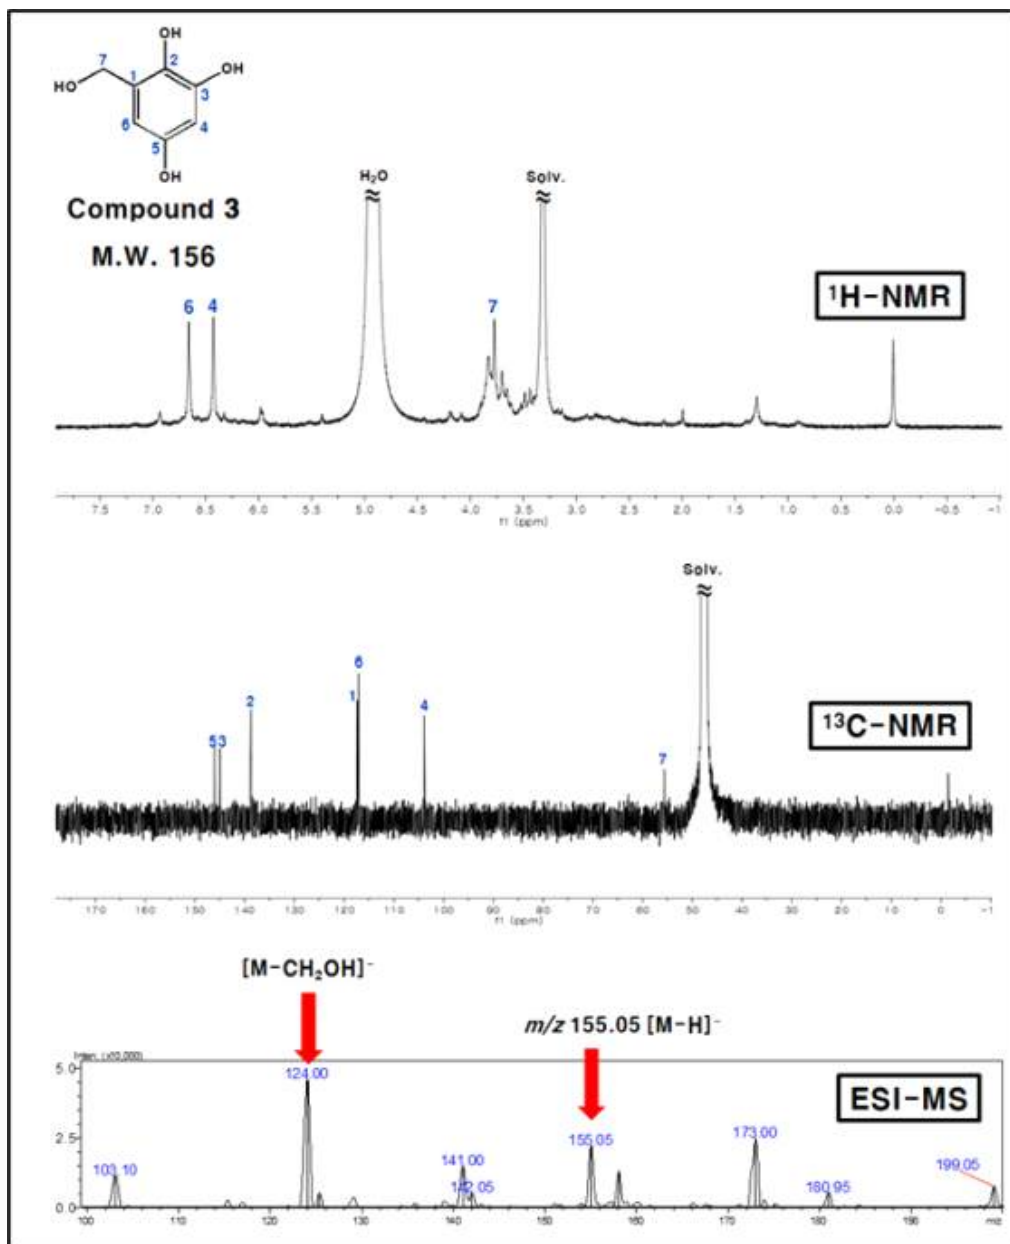 OH
7
2
HO
1
OH
3
6
4
5
OH
Compound 3
M.W. 156
H₂O
Solv.
6 4
7
¹H-NMR
7.5 7.0 6.5 6.0 5.5 5.0 4.5 4.0 3.5 3.0 2.5 2.0 1.5 1.0 0.5 0.0 -0.5 -1
f1 (ppm)
Solv.
6
2
1
4
53
7
¹³C-NMR
170 160 150 140 130 120 110 100 90 80 70 60 50 40 30 20 10 0 -1
f1 (ppm)
[M-CH₂OH]⁻
m/z 155.05 [M-H]⁻
Inten. (x10,000)
5.0
124.00
ESI-MS
2.5
103.10
141.00
142.05
155.05
173.00
180.95
199.05
0.0
100 110 120 130 140 150 160 170 180 190 m/z